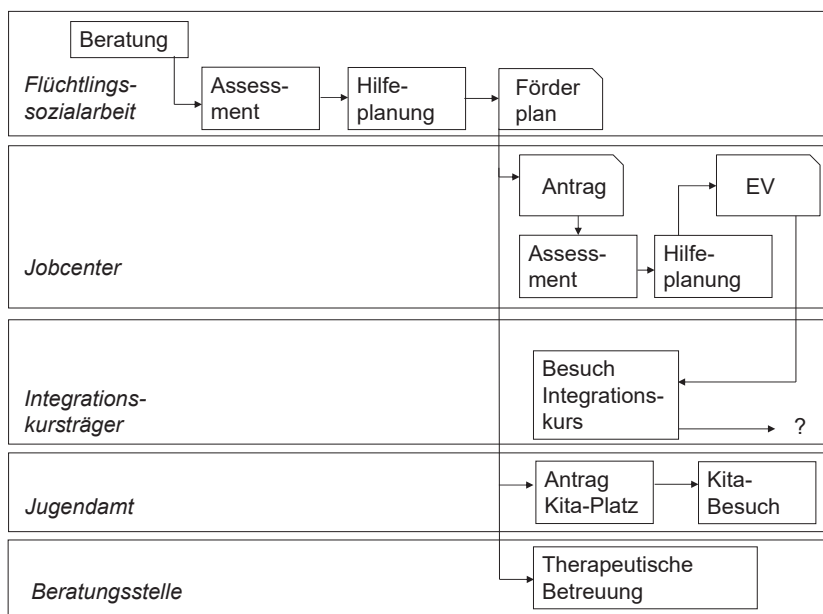 Beratung
Flüchtlings-
sozialarbeit
Assess-
ment
Hilfe-
planung
Förder
plan
Jobcenter
Antrag
EV
Assess-
ment
Hilfe-
planung
Integrations-
kursträger
Besuch
Integrations-
kurs
?
Jugendamt
Antrag
Kita-Platz
Kita-
Besuch
Beratungsstelle
Therapeutische
Betreuung